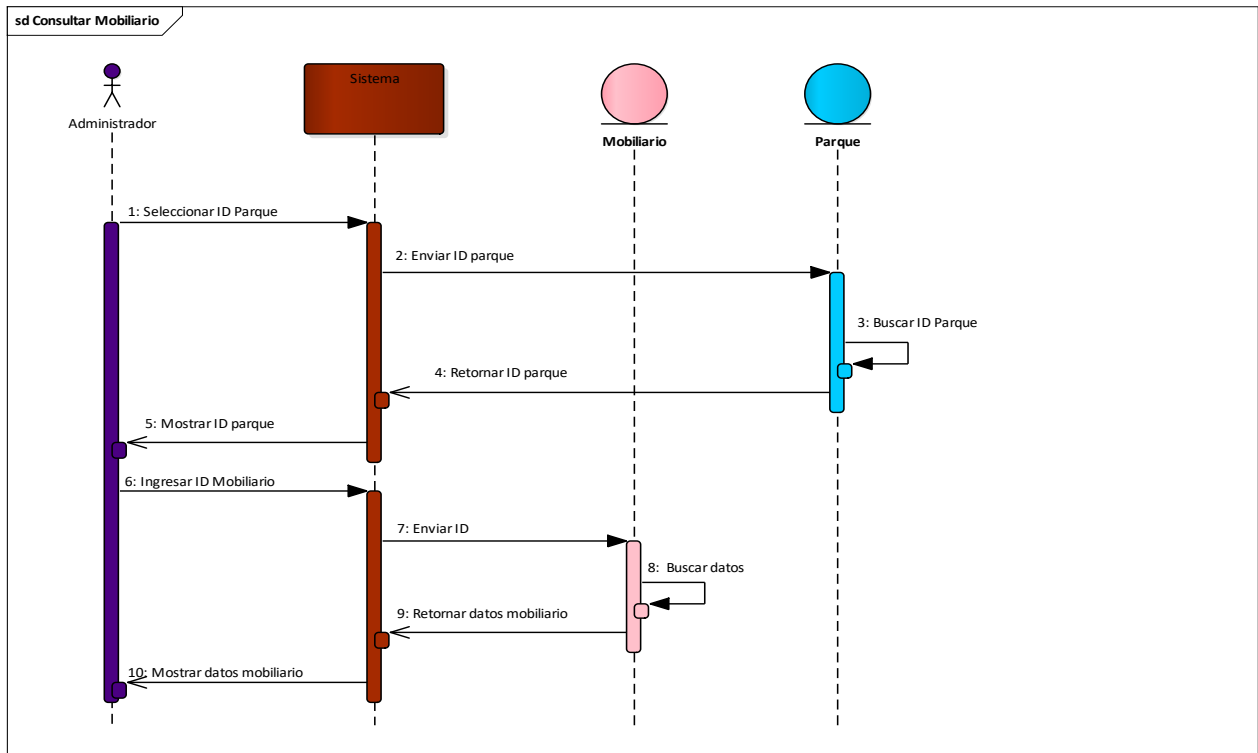 sd Consultar Mobiliario
Administrador
Sistema
Mobiliario
Parque
1: Seleccionar ID Parque
2: Enviar ID parque
3: Buscar ID Parque
4: Retornar ID parque
5: Mostrar ID parque
6: Ingresar ID Mobiliario
7: Enviar ID
8:  Buscar datos
9: Retornar datos mobiliario
10: Mostrar datos mobiliario